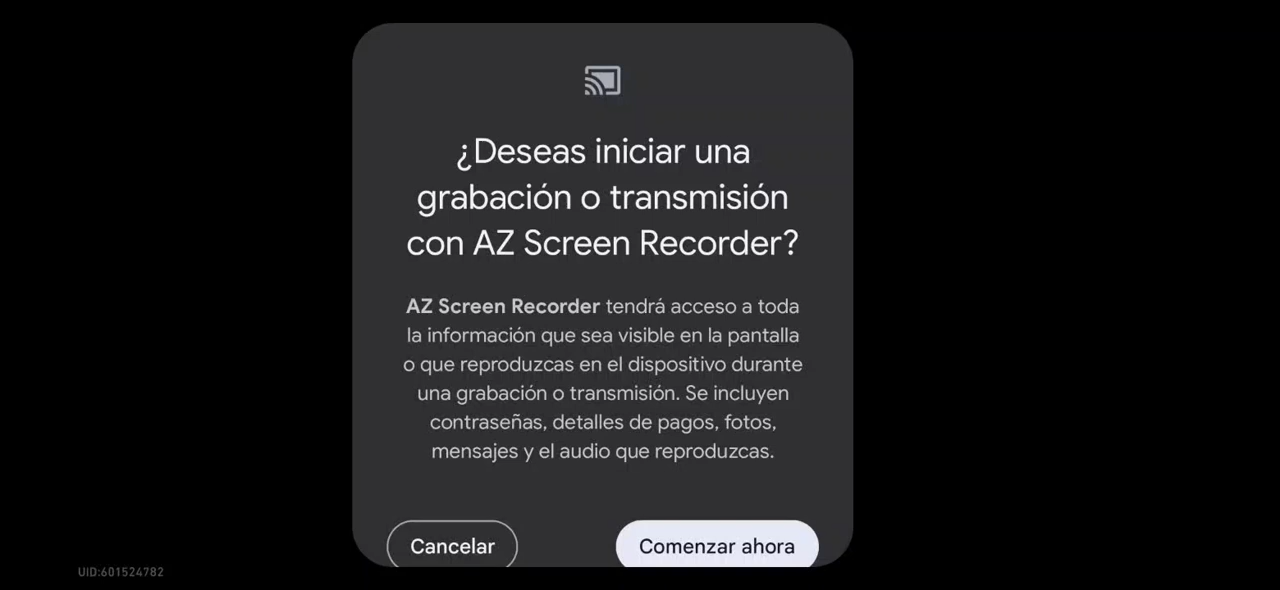 ¿Deseas iniciar una
grabación o transmisión
con AZ Screen Recorder?
AZ Screen Recorder tendrá acceso a toda
la información que sea visible en la pantalla
o que reproduzcas en el dispositivo durante
una grabación o transmisión. Se incluyen
contraseñas, detalles de pagos, fotos,
mensajes y el audio que reproduzcas.
Cancelar
Comenzar ahora
UID:601524782